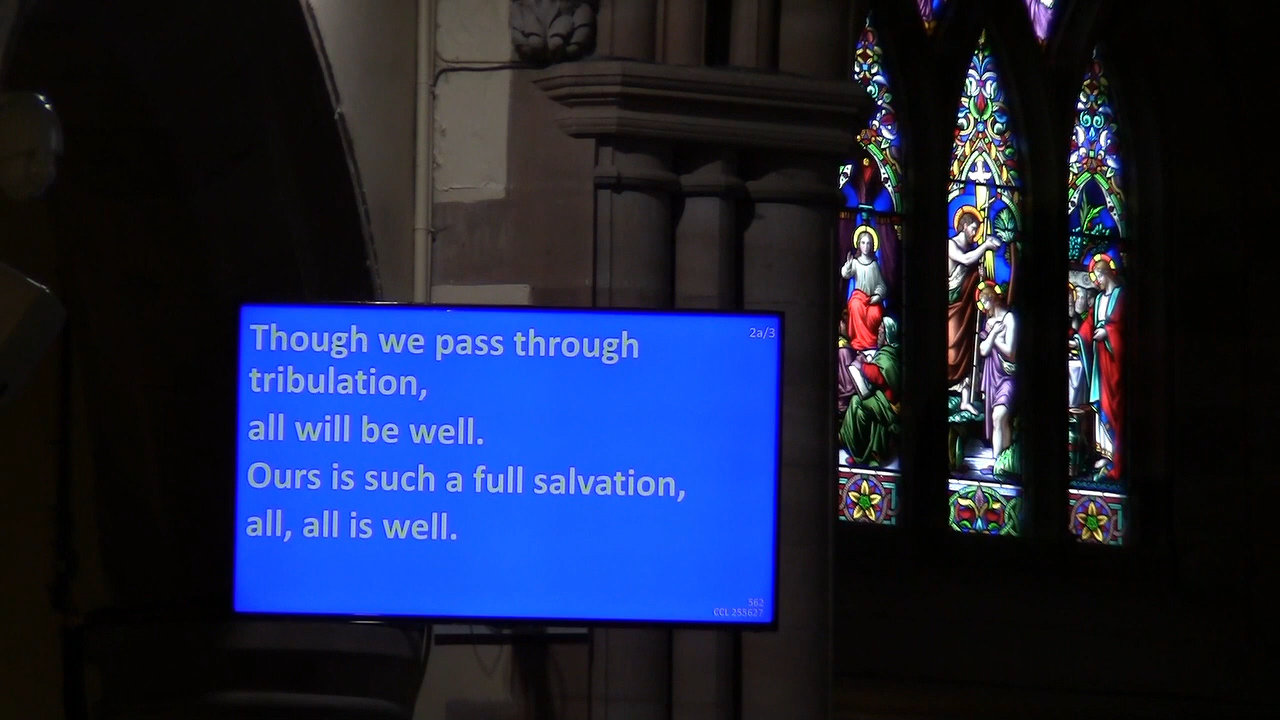 Though we pass through
2a/3
tribulation,
all will be well.
Ours is such a full salvation,
all, all is well.
562
CCL 255627